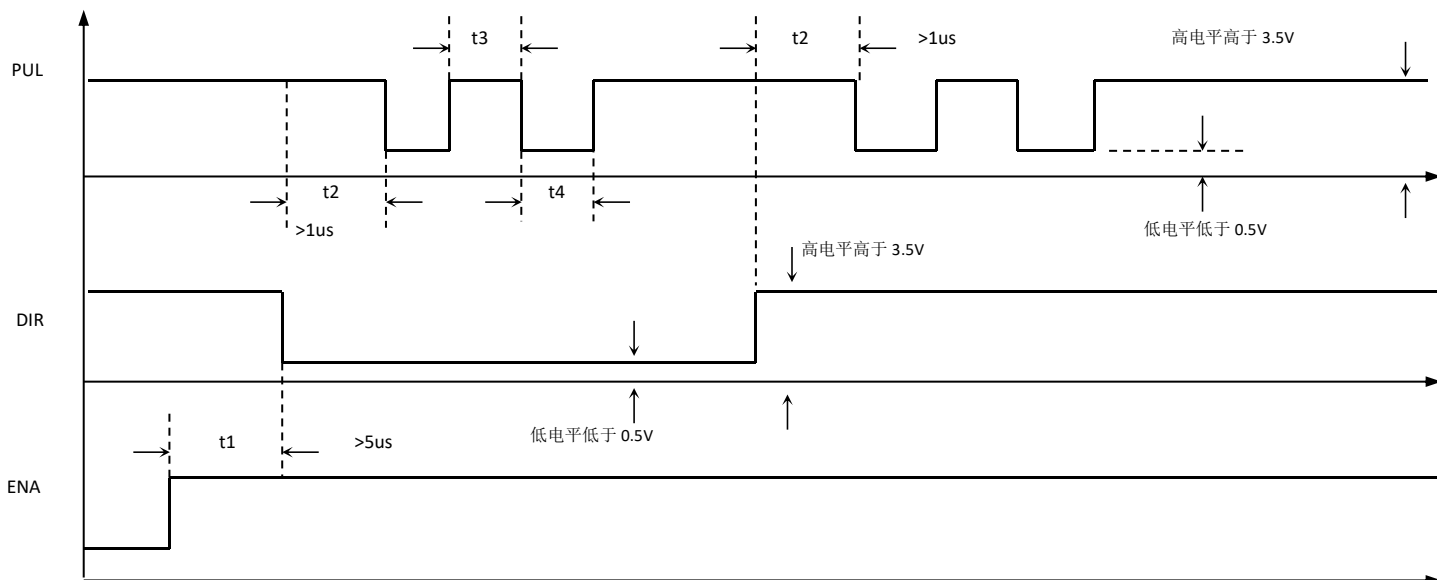 t3
t2
>1us
高电平高于 3.5V
PUL
t2
t4
>1us
低电平低于 0.5V
高电平高于 3.5V
DIR
t1
>5us
低电平低于 0.5V
ENA